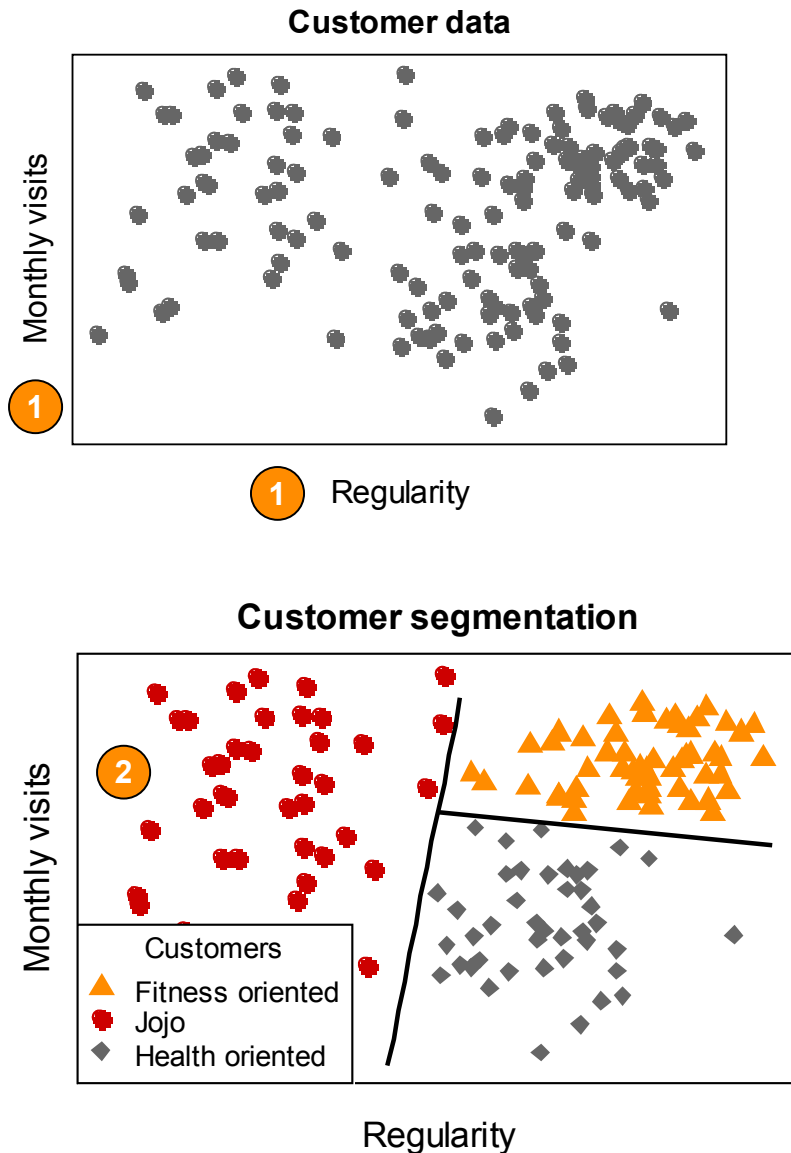 Customer data
Monthly visits
1
1
Regularity
Customer segmentation
2
Monthly visits
Customers
Fitness oriented
Jojo
Health oriented
Regularity